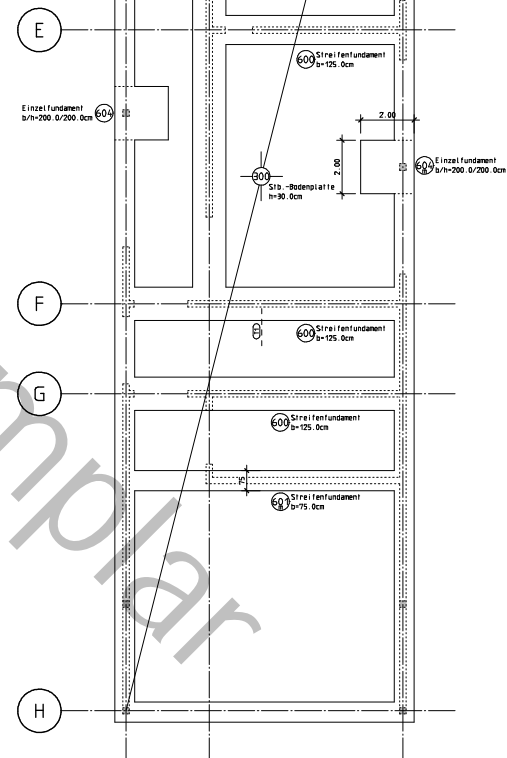 E
600 Streifenfundament
b=125.0cm
Einzelfundament
b/h=200.0/200.0cm
604
2.00
2.00
604
m
Einzelfundament
b/h=200.0/200.0cm
300
Stb.-Bodenplatte
h=30.0cm
F
11
600 Streifenfundament
b=125.0cm
G
600 Streifenfundament
b=125.0cm
75
601
m
Streifenfundament
b=75.0cm
H
mplar